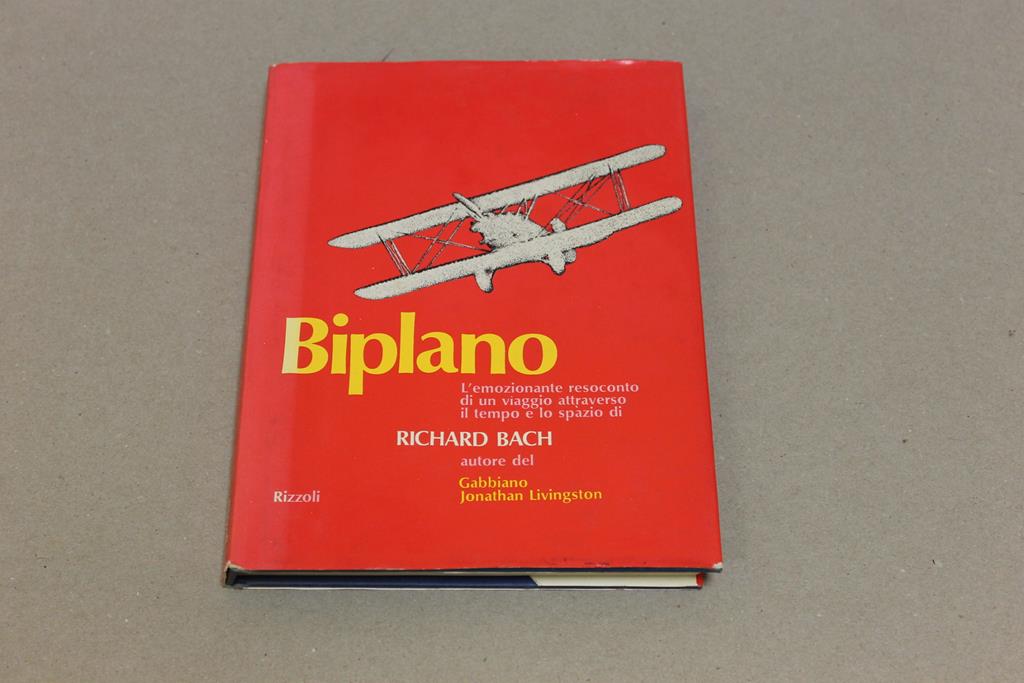 Biplano
L'emozionante resoconto
di un viaggio attraverso
il tempo e lo spazio di
RICHARD BACH
autore del
Gabbiano
Jonathan Livingston
Rizzoli